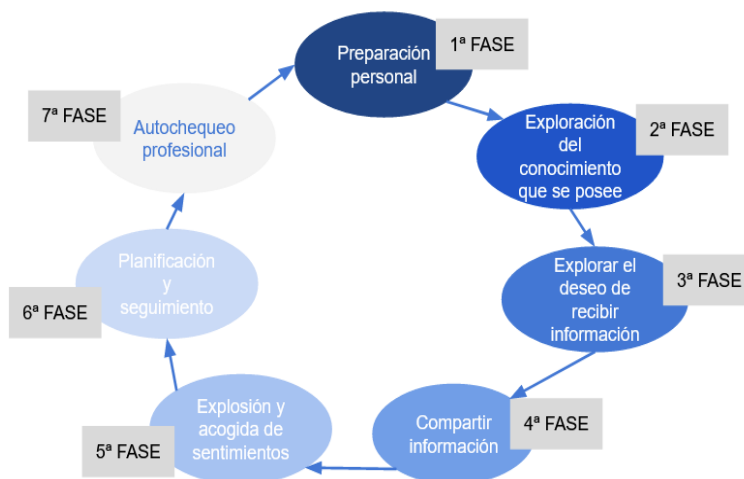 1ª FASE
Preparación
personal
2ª FASE
Exploración
del
conocimiento
que se posee
3ª FASE
Explorar el
deseo de
recibir
información
4ª FASE
Compartir
información
5ª FASE
Explosión y
acogida de
sentimientos
6ª FASE
Planificación
y
seguimiento
7ª FASE
Autochequeo
profesional